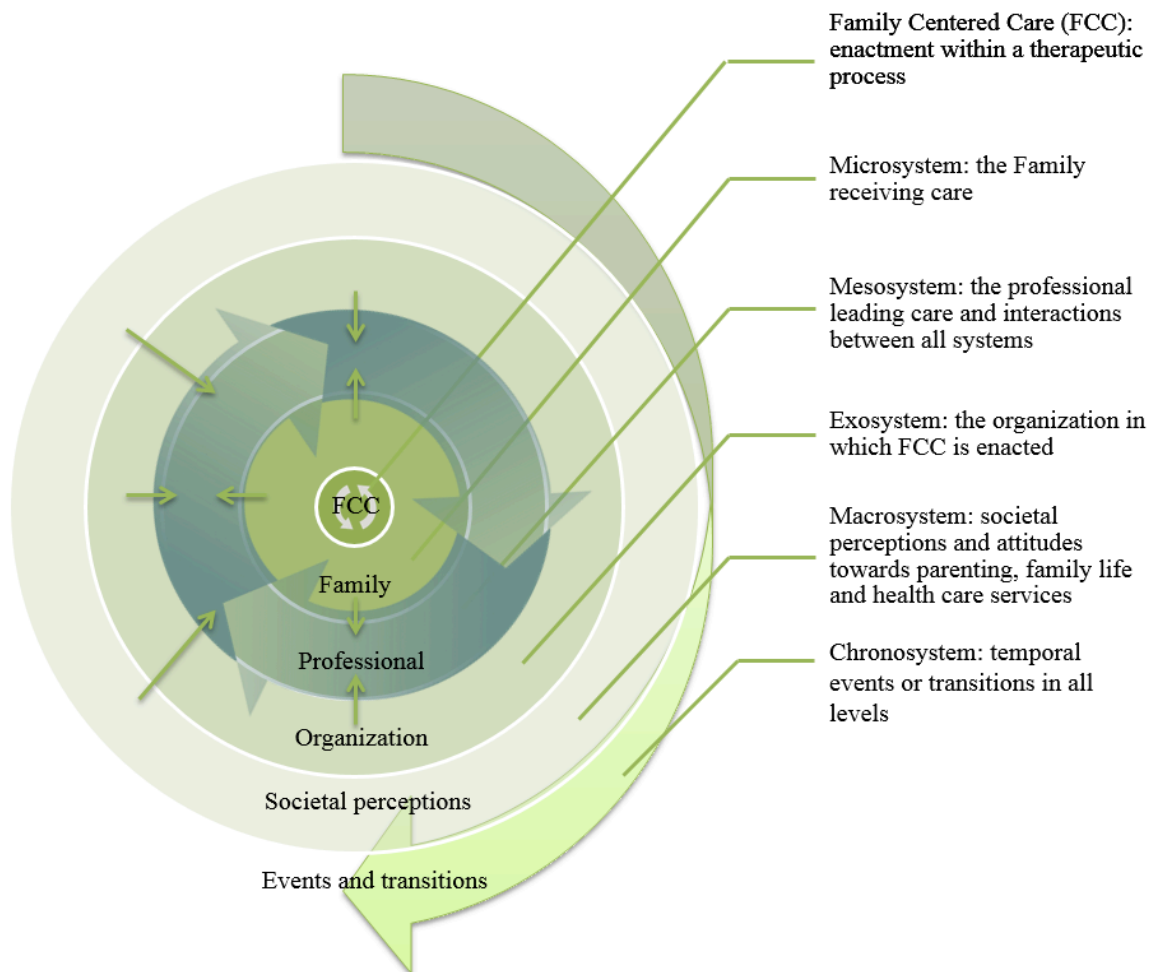 Family Centered Care (FCC):
enactment within a therapeutic
process
Microsystem: the Family
receiving care
Mesosystem: the professional
leading care and interactions
between all systems
Exosystem: the organization in
which FCC is enacted
Macrosystem: societal
perceptions and attitudes
towards parenting, family life
and health care services
Chronosystem: temporal
events or transitions in all
levels
FCC
Family
Professional
Organization
Societal perceptions
Events and transitions